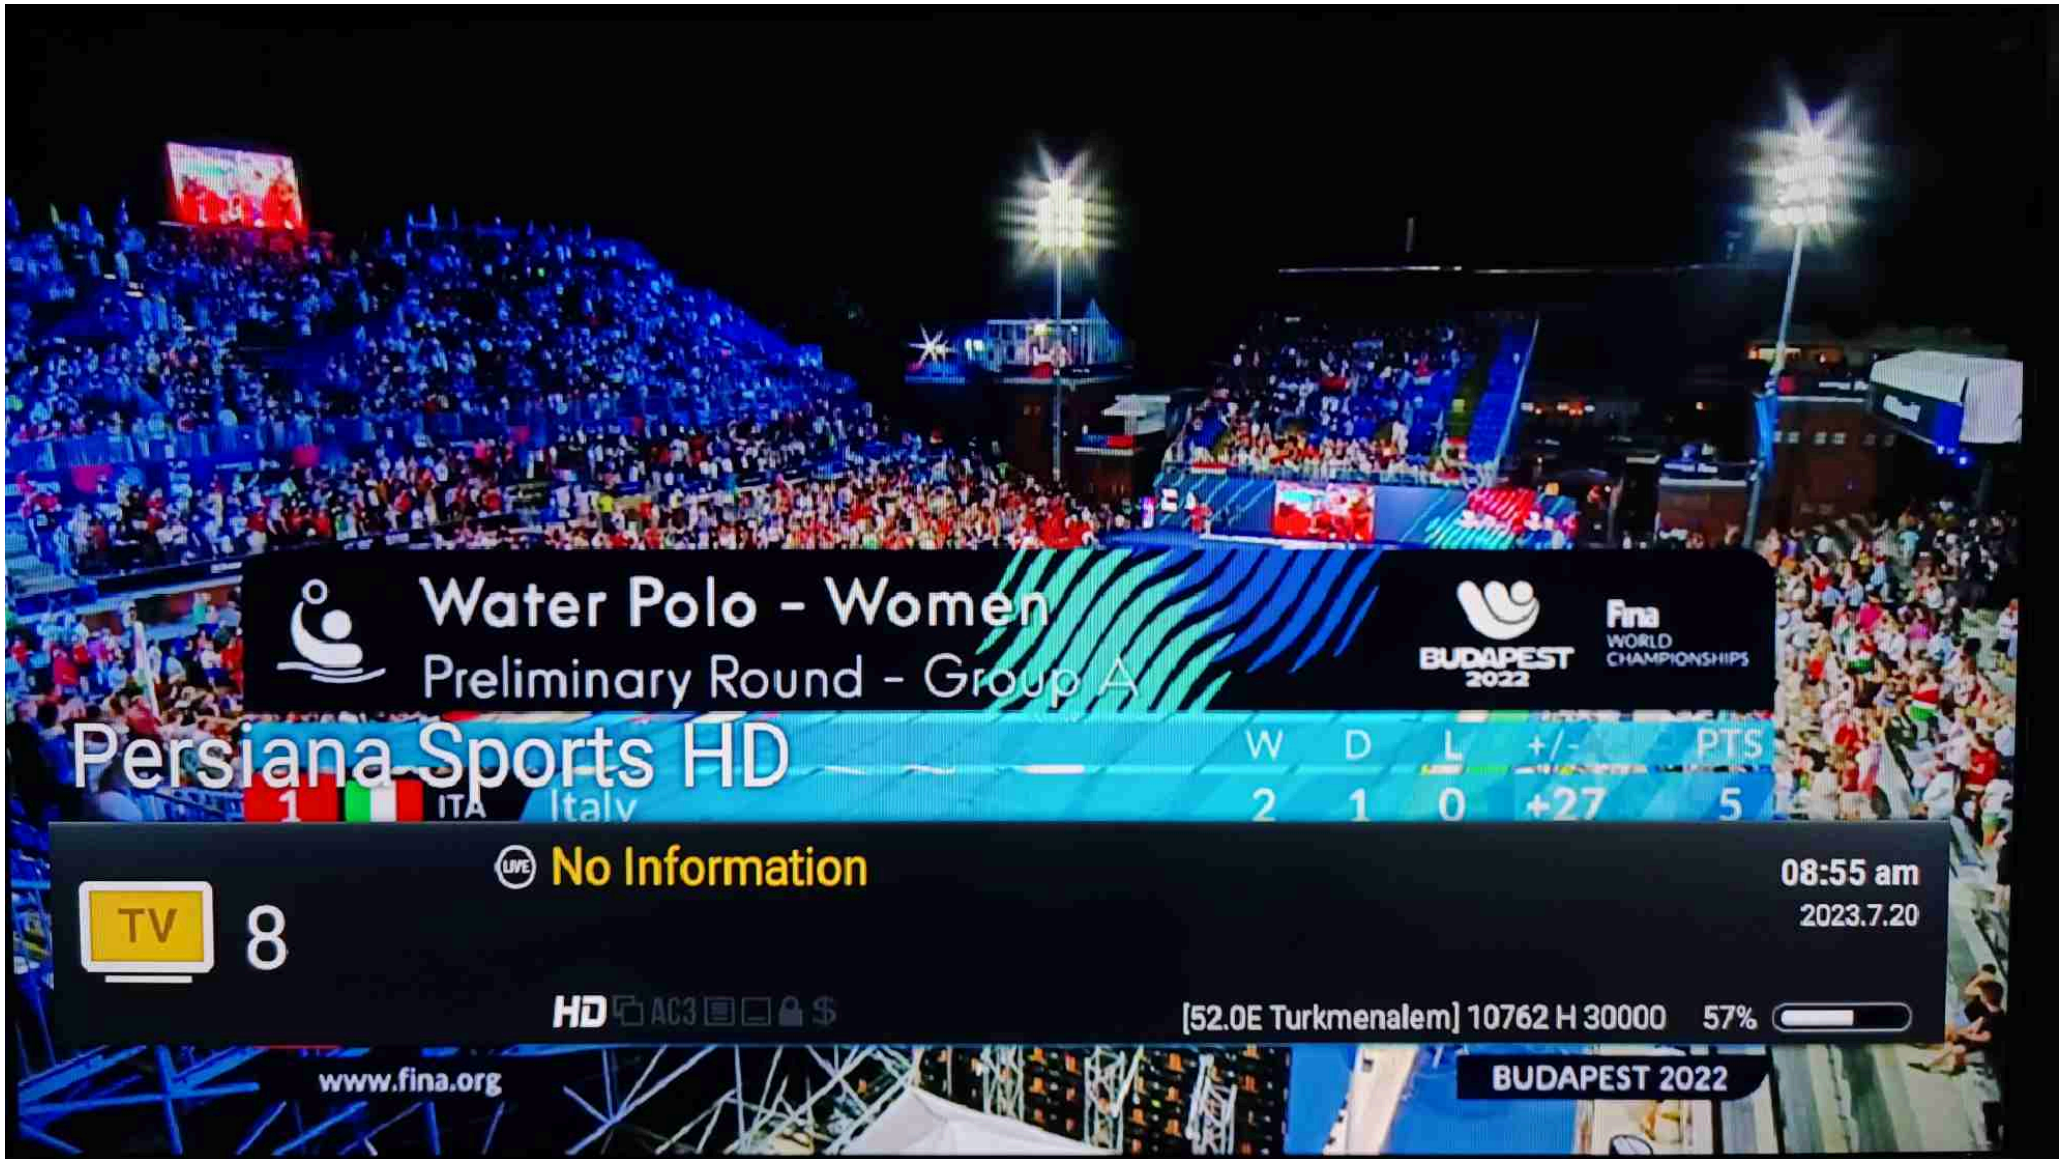 Water Polo - Women
Preliminary Round - Group A
BUDAPEST
2022
Fina
WORLD
CHAMPIONSHIPS
Persiana Sports HD
W D L +/- PTS
1 ITA Italy 2 1 0 +27 5
LIVE No Information
08:55 am
2023.7.20
TV 8
HD AC3 $
[52.0E Turkmenalem] 10762 H 30000 57%
www.fina.org
BUDAPEST 2022